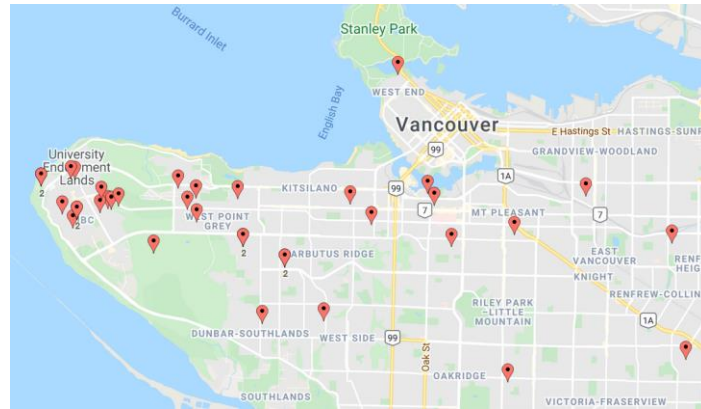 Burrard Inlet
Stanley Park
WEST END
English Bay
Vancouver
99
E Hastings St
HASTINGS-SUN
GRANDVIEW-WOODLAND
University
Endowment
Lands
2
1A
KITSILANO
99
7
7
UBC
2
WEST POINT
GREY
MT PLEASANT
2
ARBUTUS RIDGE
2
EAST
VANCOUVER
KNIGHT
RENF
HEIG
RENFREW-COLLIN
RILEY PARK
-LITTLE
MOUNTAIN
1A
DUNBAR-SOUTHLANDS
WEST SIDE
99
Oak St
OAKRIDGE
SOUTHLANDS
VICTORIA-FRASERVIEW